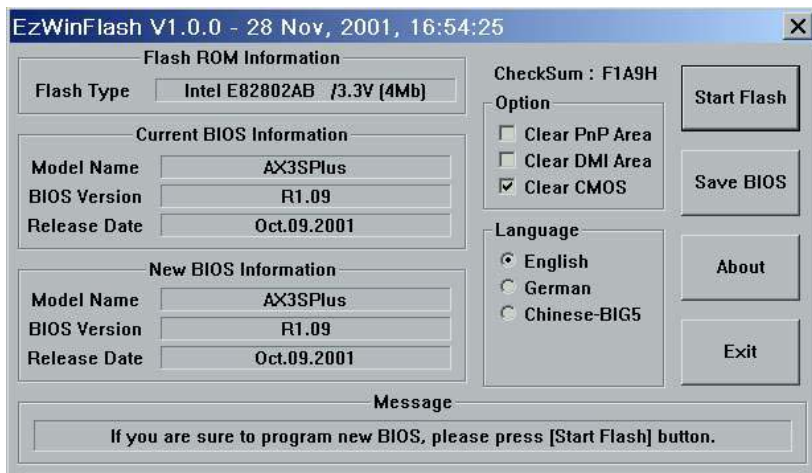 EzWinFlash V1.0.0 - 28 Nov, 2001, 16:54:25
Flash ROM Information
Flash Type Intel E82802AB /3.3V (4Mb)
Current BIOS Information
Model Name AX3SPlus
BIOS Version R1.09
Release Date Oct.09.2001
New BIOS Information
Model Name AX3SPlus
BIOS Version R1.09
Release Date Oct.09.2001
CheckSum : F1A9H
Option
Clear PnP Area
Clear DMI Area
Clear CMOS
Language
English
German
Chinese-BIG5
Start Flash
Save BIOS
About
Exit
Message
If you are sure to program new BIOS, please press [Start Flash] button.